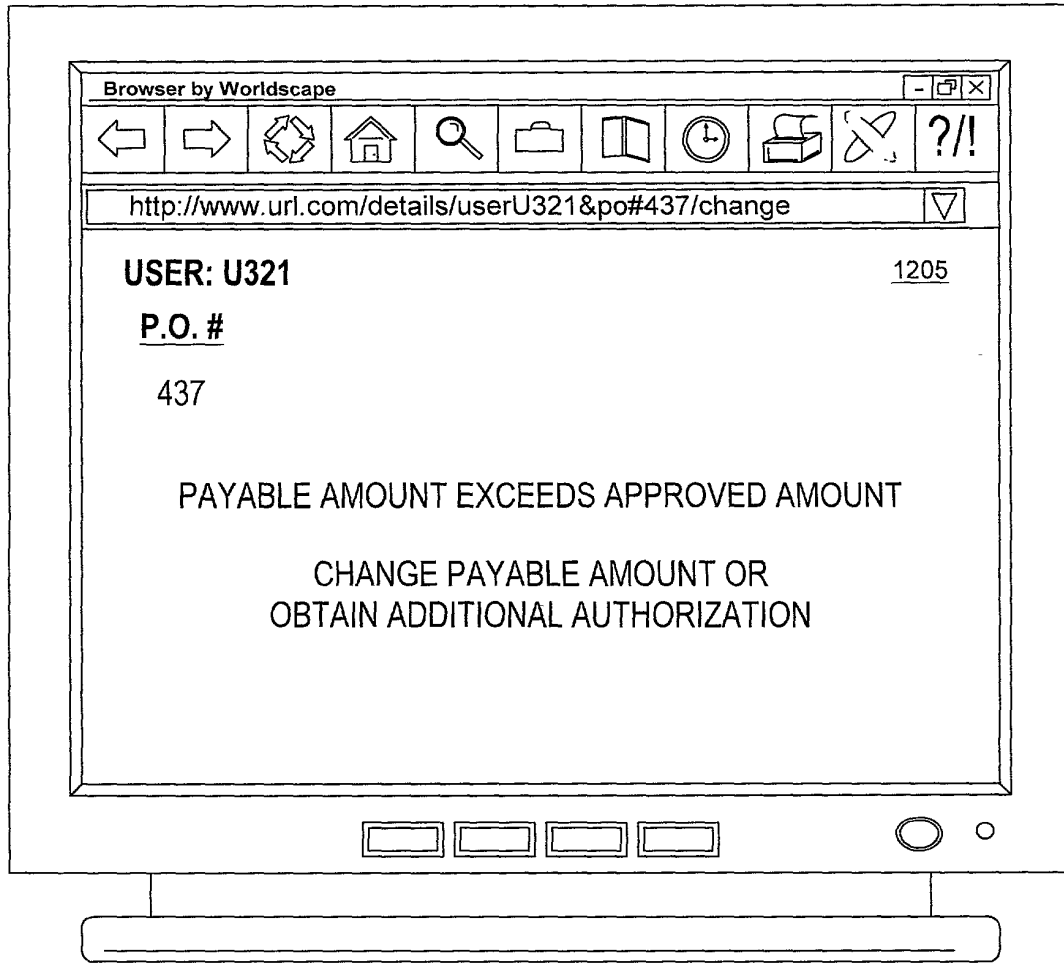 Browser by Worldscape
?/!
http://www.url.com/details/userU321&po#437/change
USER: U321
1205
P.O. #
437
PAYABLE AMOUNT EXCEEDS APPROVED AMOUNT
CHANGE PAYABLE AMOUNT OR
OBTAIN ADDITIONAL AUTHORIZATION